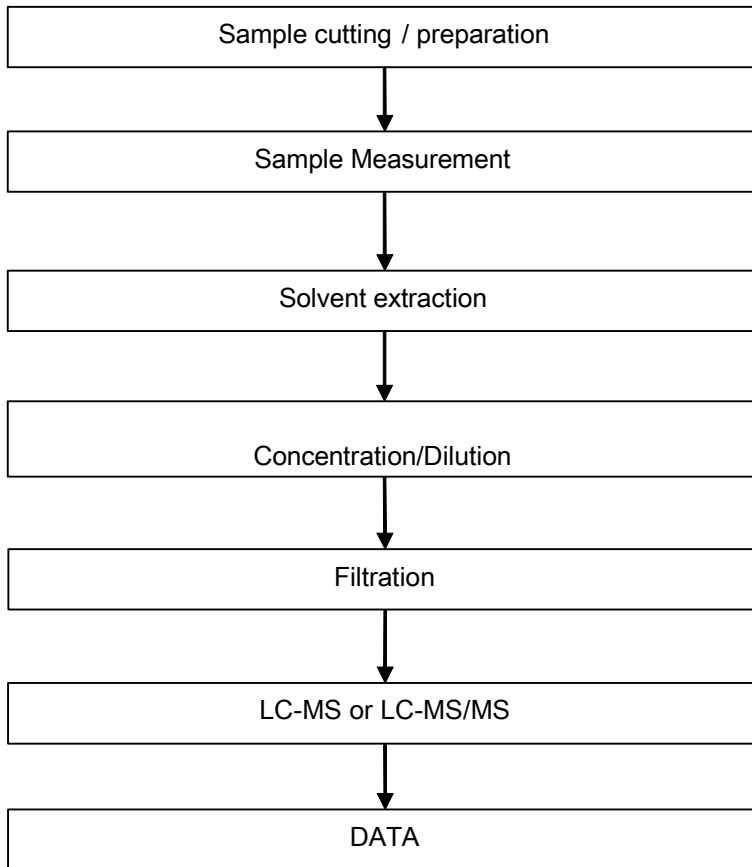 Sample cutting / preparation
Sample Measurement
Solvent extraction
Concentration/Dilution
Filtration
LC-MS or LC-MS/MS
DATA